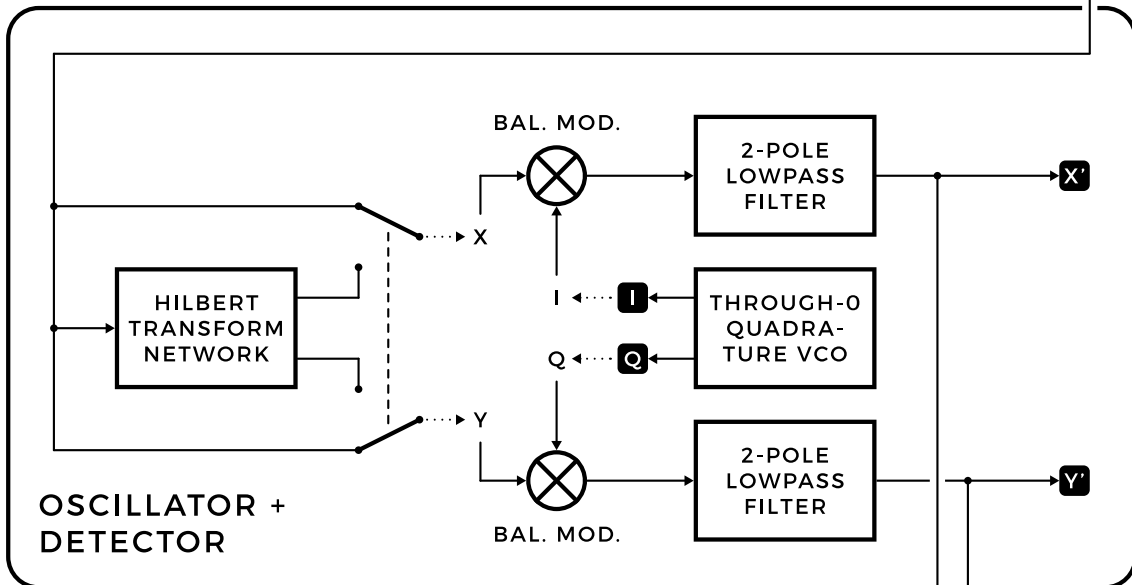 BAL. MOD.
2-POLE
LOWPASS
FILTER
X'
X
HILBERT
TRANSFORM
NETWORK
I
I
THROUGH-0
QUADRA-
TURE VCO
Q
Q
Y
2-POLE
LOWPASS
FILTER
Y'
BAL. MOD.
OSCILLATOR +
DETECTOR